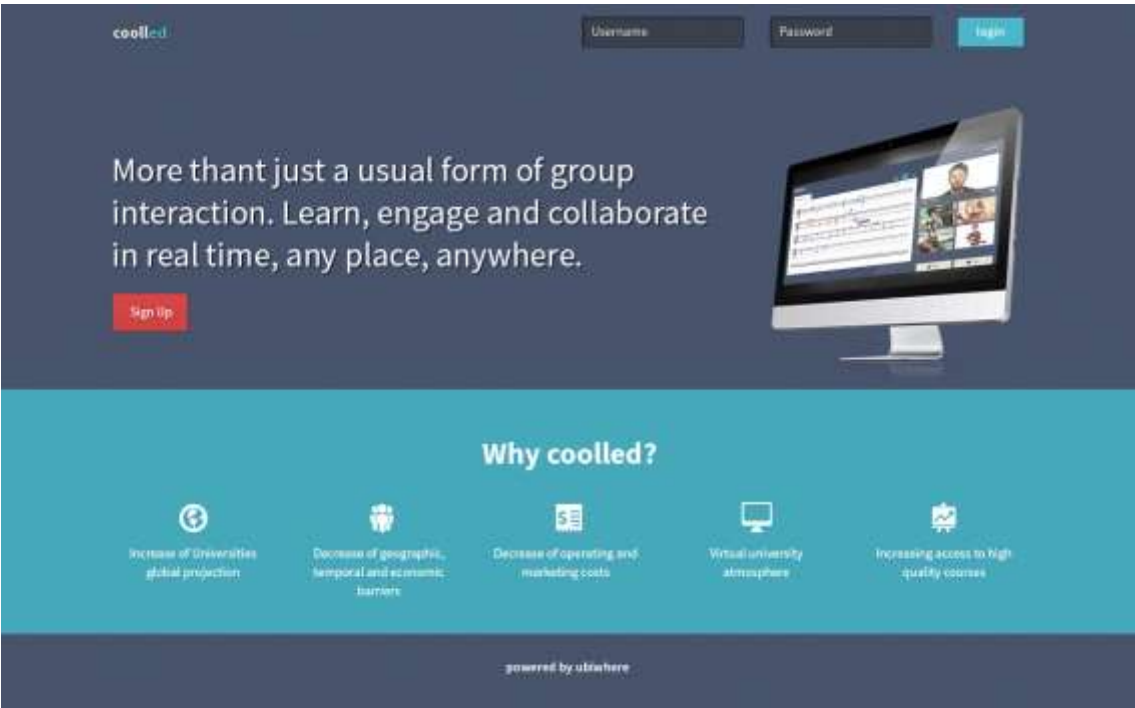 coolled
Username
Password
login
More thant just a usual form of group
interaction. Learn, engage and collaborate
in real time, any place, anywhere.
Sign Up
Why coolled?
Increase of Universities
global projection
Decrease of geographic,
temporal and economic
barriers
Decrease of operating and
marketing costs
Virtual university
atmosphere
Increasing access to high
quality courses
powered by ubiwhere